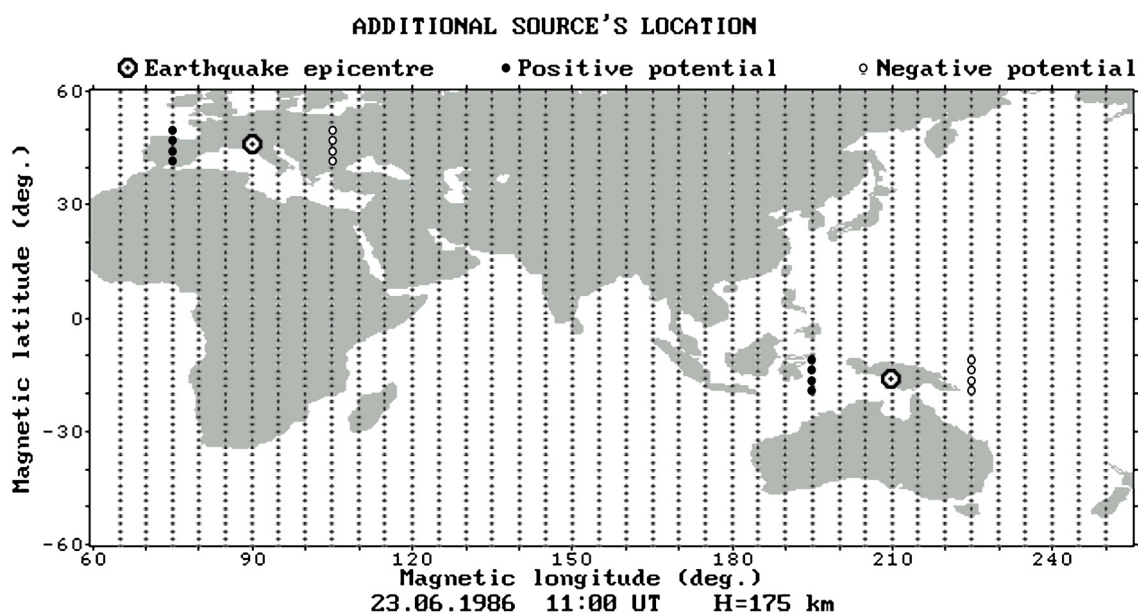 ADDITIONAL SOURCE'S LOCATION
Earthquake epicentre Positive potential Negative potential
Magnetic latitude (deg.)
60
30
0
-30
-60
60 90 120 150 180 210 240
Magnetic longitude (deg.)
23.06.1986 11:00 UT H=175 km